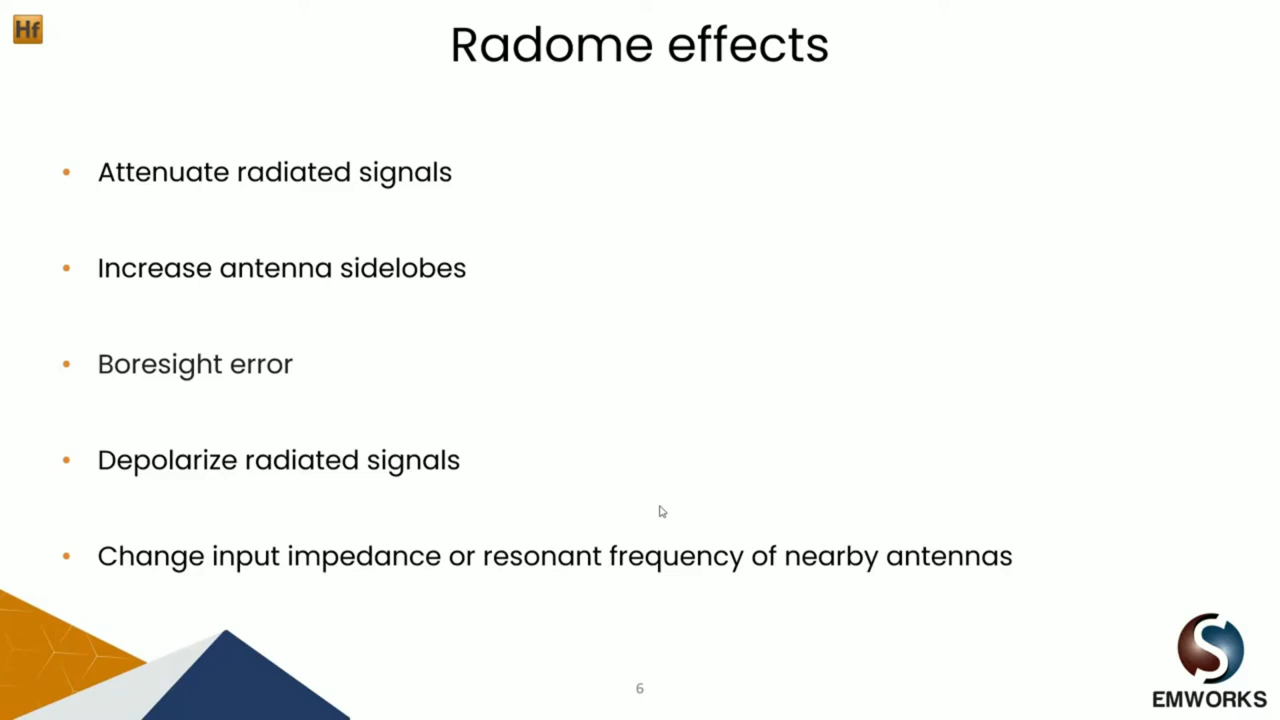 Hf
Radome effects
• Attenuate radiated signals
• Increase antenna sidelobes
• Boresight error
• Depolarize radiated signals
• Change input impedance or resonant frequency of nearby antennas
6
S
EMWORKS